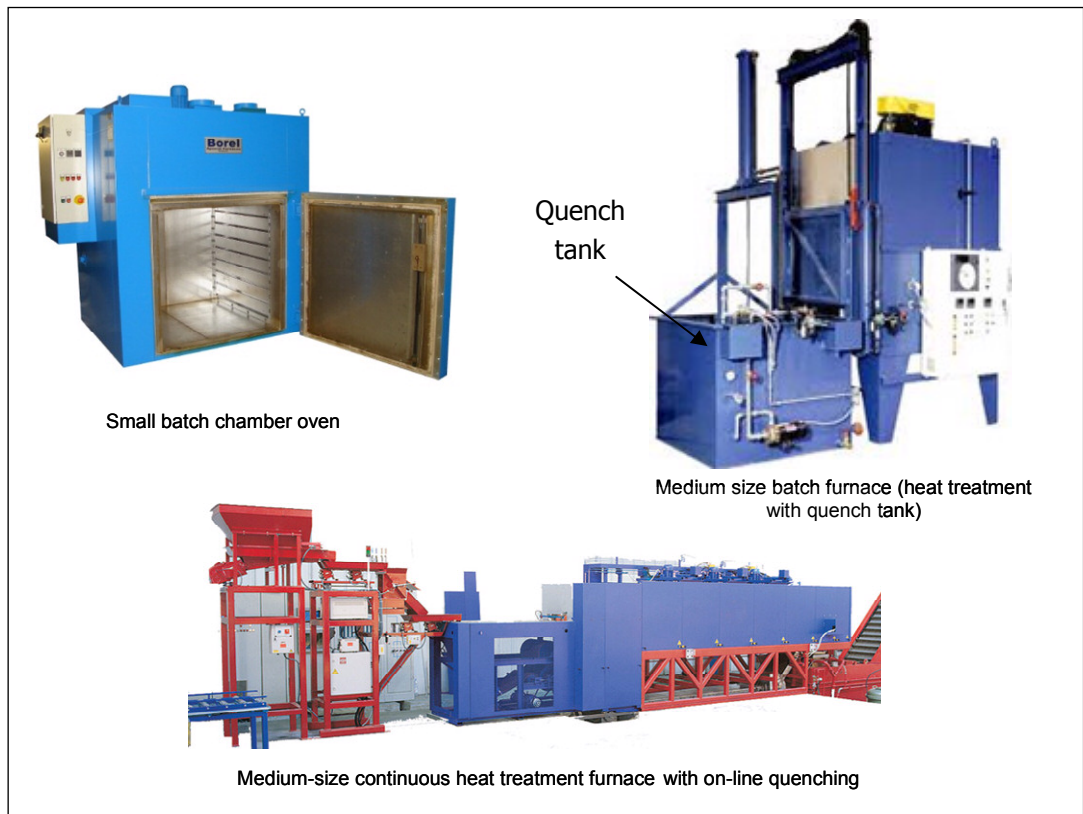 Borel
Quench
tank
Small batch chamber oven
Medium size batch furnace (heat treatment
with quench tank)
Medium-size continuous heat treatment furnace with on-line quenching